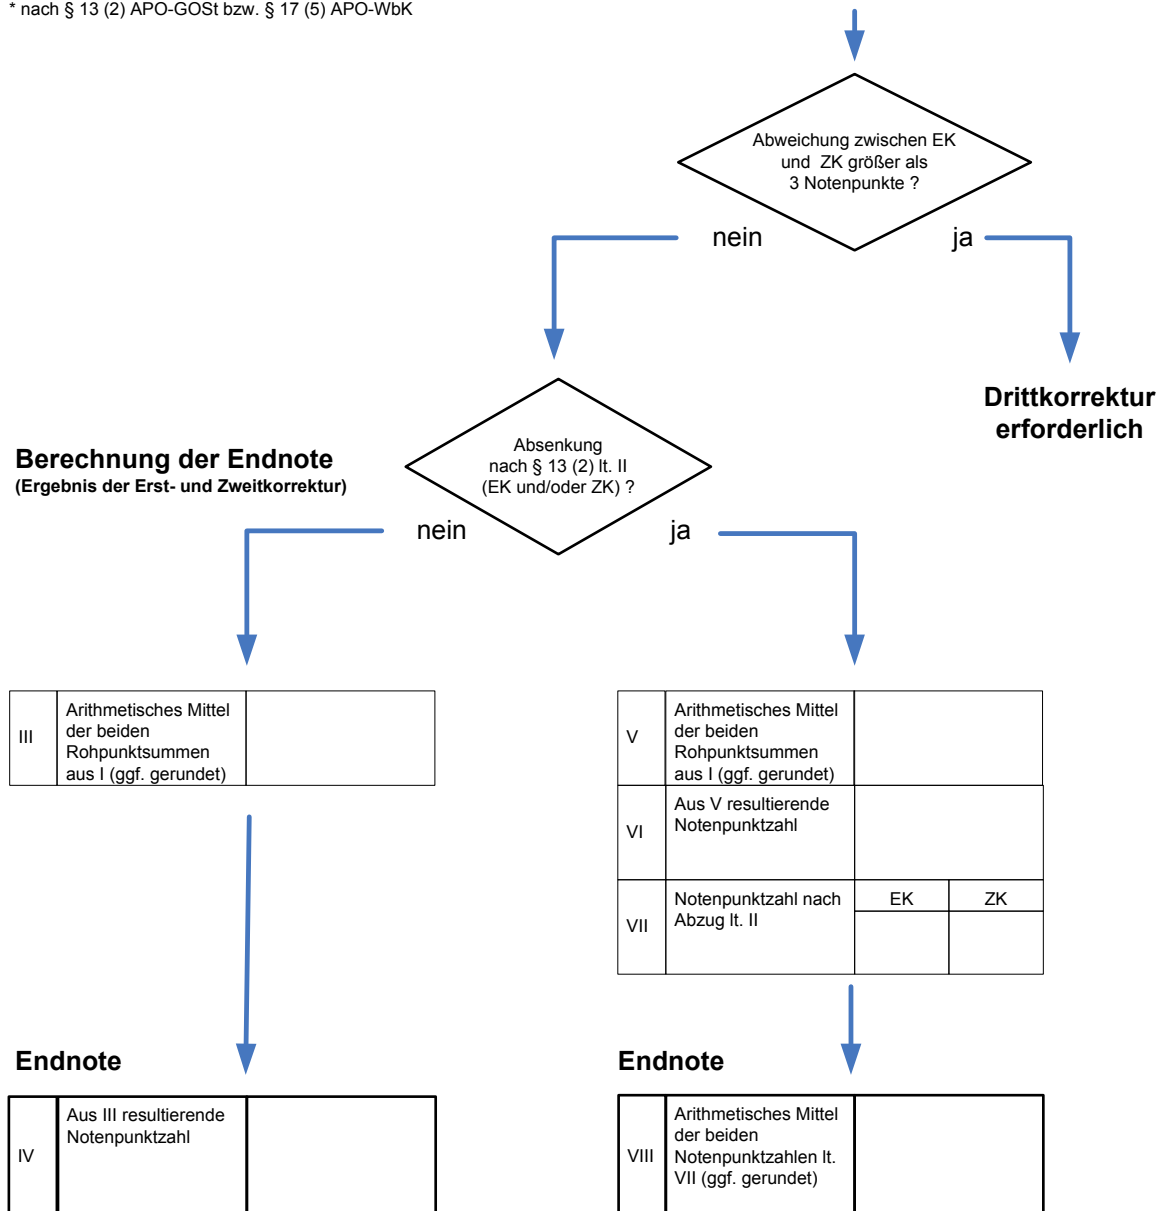 * nach § 13 (2) APO-GOSt bzw. § 17 (5) APO-WbK
Abweichung zwischen EK
und ZK größer als
3 Notenpunkte ?
nein
ja
Drittkorrektur
erforderlich
Absenkung
nach § 13 (2) lt. II
(EK und/oder ZK) ?
Berechnung der Endnote
(Ergebnis der Erst- und Zweitkorrektur)
nein
ja
III
Arithmetisches Mittel
der beiden
Rohpunktsummen
aus I (ggf. gerundet)
V
Arithmetisches Mittel
der beiden
Rohpunktsummen
aus I (ggf. gerundet)
VI
Aus V resultierende
Notenpunktzahl
VII
Notenpunktzahl nach
Abzug lt. II
EK
ZK
Endnote
IV
Aus III resultierende
Notenpunktzahl
Endnote
VIII
Arithmetisches Mittel
der beiden
Notenpunktzahlen lt.
VII (ggf. gerundet)